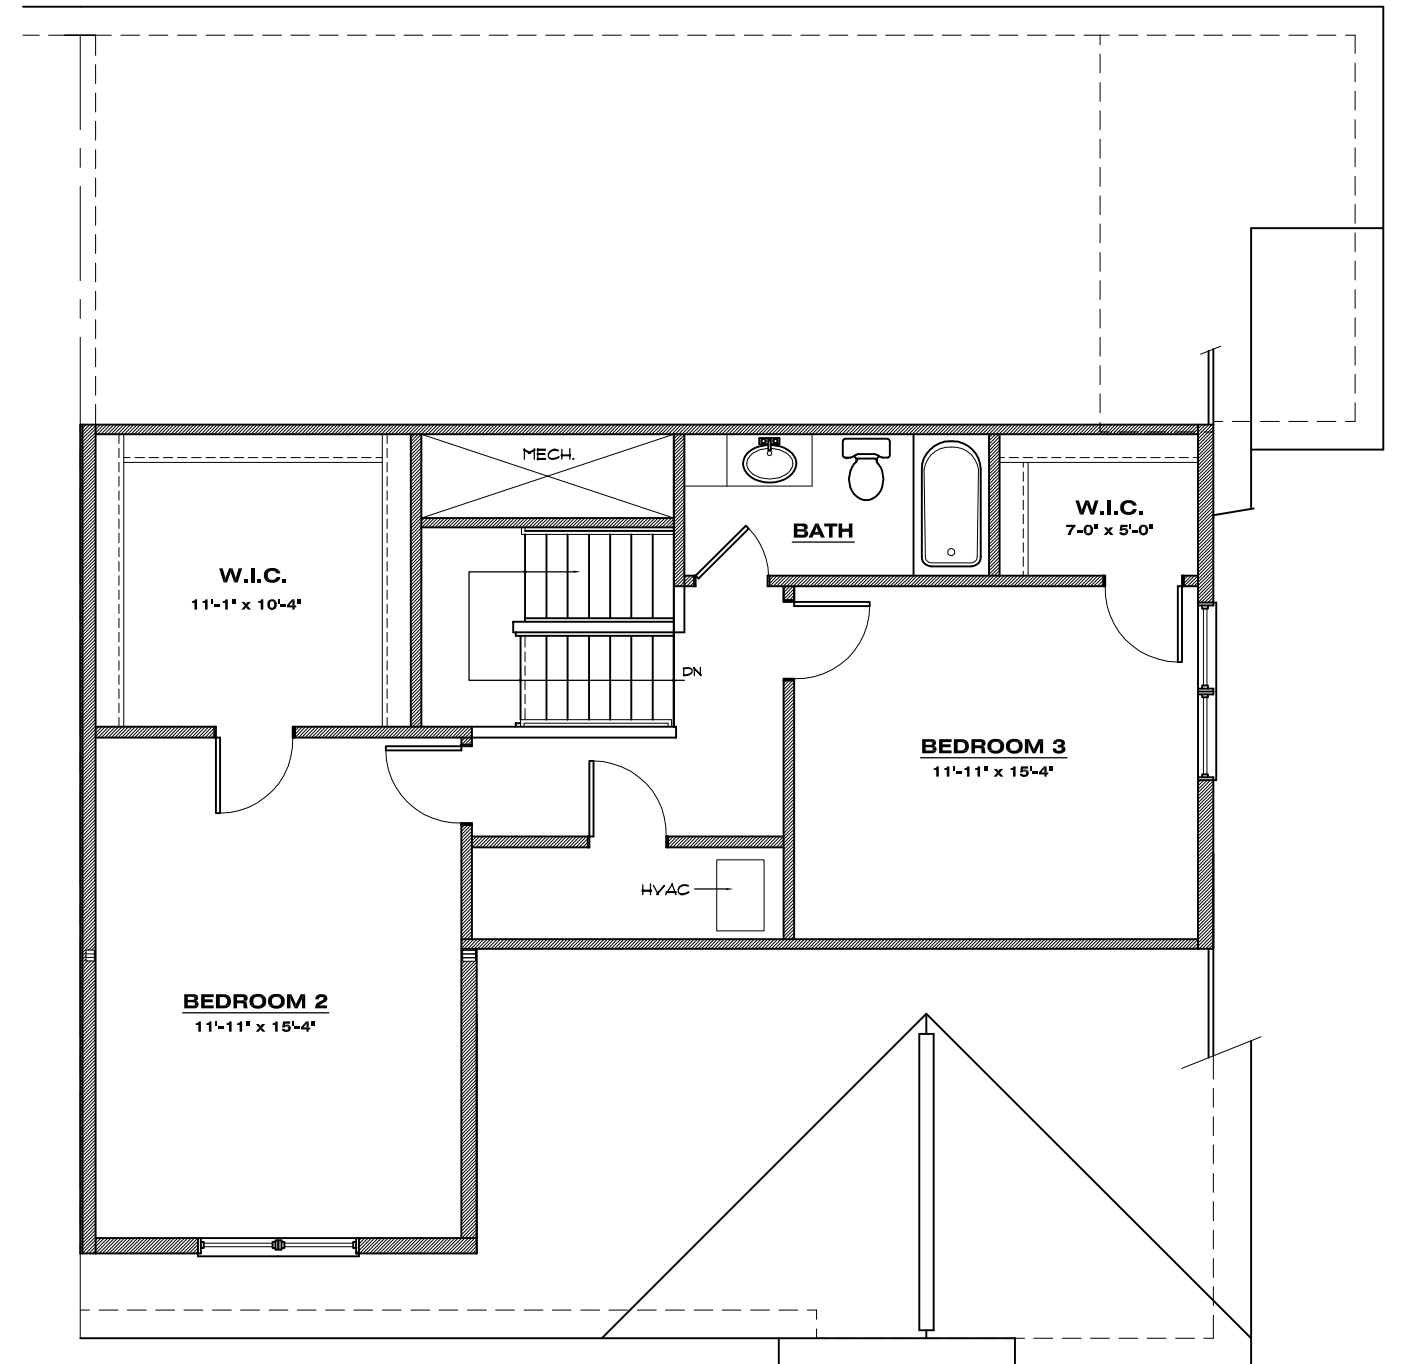 MECH.
BATH
W.I.C.
7-0" x 5'-0"
W.I.C.
11'-1" x 10'-4"
DN
BEDROOM 3
11'-11" x 15'-4"
HVAC
BEDROOM 2
11'-11" x 15'-4"